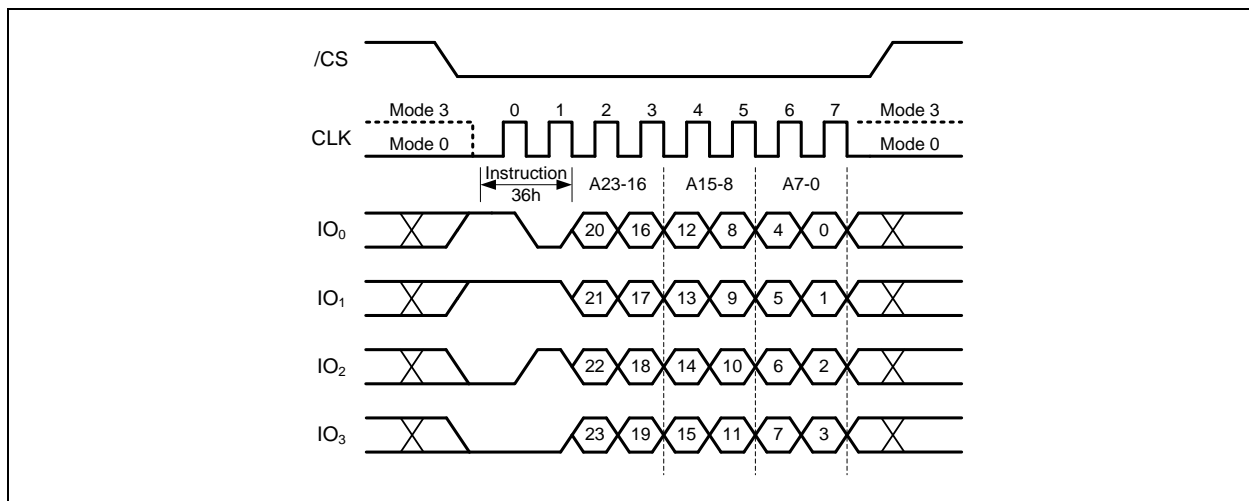 /CS
Mode 3 0 1 2 3 4 5 6 7 Mode 3
CLK
Mode 0 Mode 0
Instruction
36h
A23-16 A15-8 A7-0
IO₀ 20 16 12 8 4 0
IO₁ 21 17 13 9 5 1
IO₂ 22 18 14 10 6 2
IO₃ 23 19 15 11 7 3